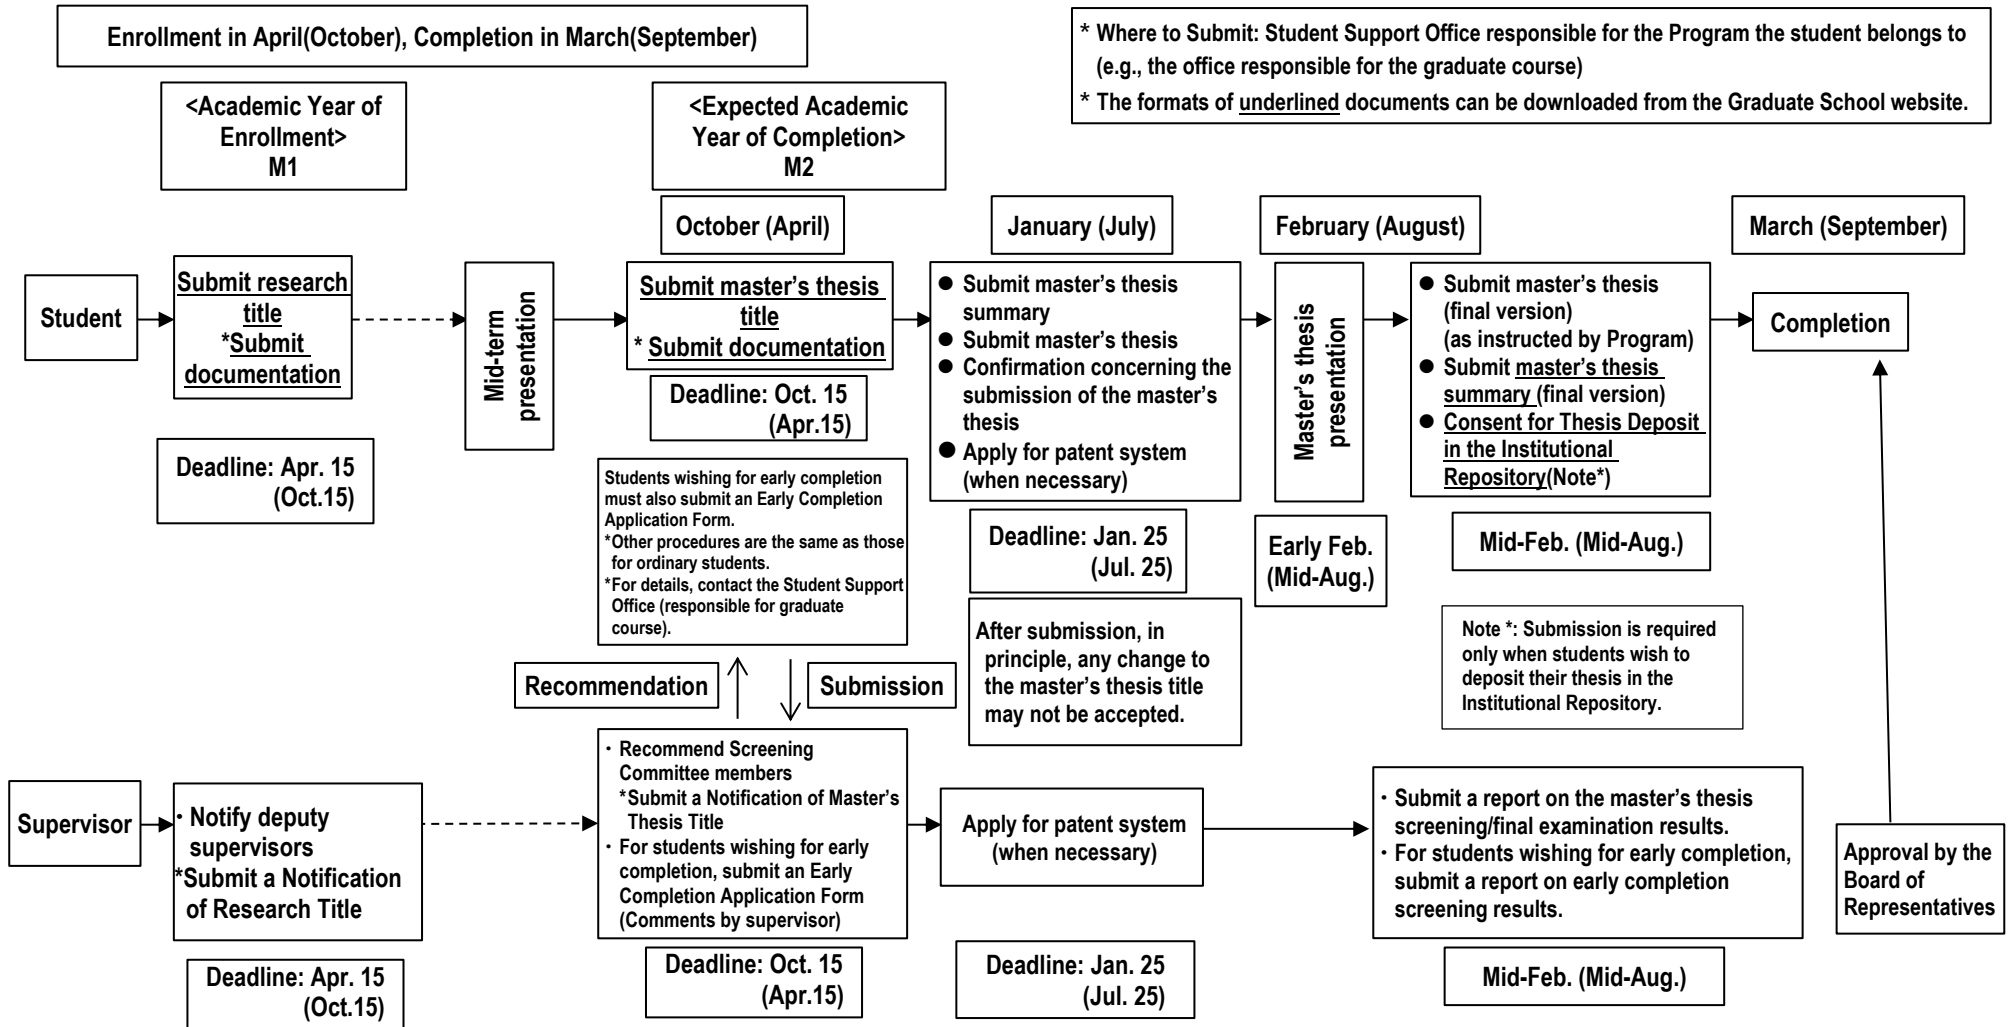 Enrollment in April(October), Completion in March(September)
* Where to Submit: Student Support Office responsible for the Program the student belongs to
(e.g., the office responsible for the graduate course)
* The formats of underlined documents can be downloaded from the Graduate School website.
<Academic Year of
Enrollment>
M1
<Expected Academic
Year of Completion>
M2
October (April)
January (July)
February (August)
March (September)
Student
Submit research
title
*Submit
documentation
Deadline: Apr. 15
(Oct.15)
Mid-term
presentation
Submit master's thesis
title
* Submit documentation
Deadline: Oct. 15
(Apr.15)
Students wishing for early completion
must also submit an Early Completion
Application Form.
*Other procedures are the same as those
for ordinary students.
*For details, contact the Student Support
Office (responsible for graduate
course).
● Submit master's thesis
summary
● Submit master's thesis
● Confirmation concerning the
submission of the master's
thesis
● Apply for patent system
(when necessary)
Deadline: Jan. 25
(Jul. 25)
After submission, in
principle, any change to
the master's thesis title
may not be accepted.
Master's thesis
presentation
Early Feb.
(Mid-Aug.)
● Submit master's thesis
(final version)
(as instructed by Program)
● Submit master's thesis
summary (final version)
● Consent for Thesis Deposit
in the Institutional
Repository(Note*)
Mid-Feb. (Mid-Aug.)
Note *: Submission is required
only when students wish to
deposit their thesis in the
Institutional Repository.
Completion
Recommendation
Submission
Supervisor
・Notify deputy
supervisors
*Submit a Notification
of Research Title
Deadline: Apr. 15
(Oct.15)
・Recommend Screening
Committee members
*Submit a Notification of Master's
Thesis Title
・For students wishing for early
completion, submit an Early
Completion Application Form
(Comments by supervisor)
Deadline: Oct. 15
(Apr.15)
Apply for patent system
(when necessary)
Deadline: Jan. 25
(Jul. 25)
・Submit a report on the master's thesis
screening/final examination results.
・For students wishing for early completion,
submit a report on early completion
screening results.
Mid-Feb. (Mid-Aug.)
Approval by the
Board of
Representatives